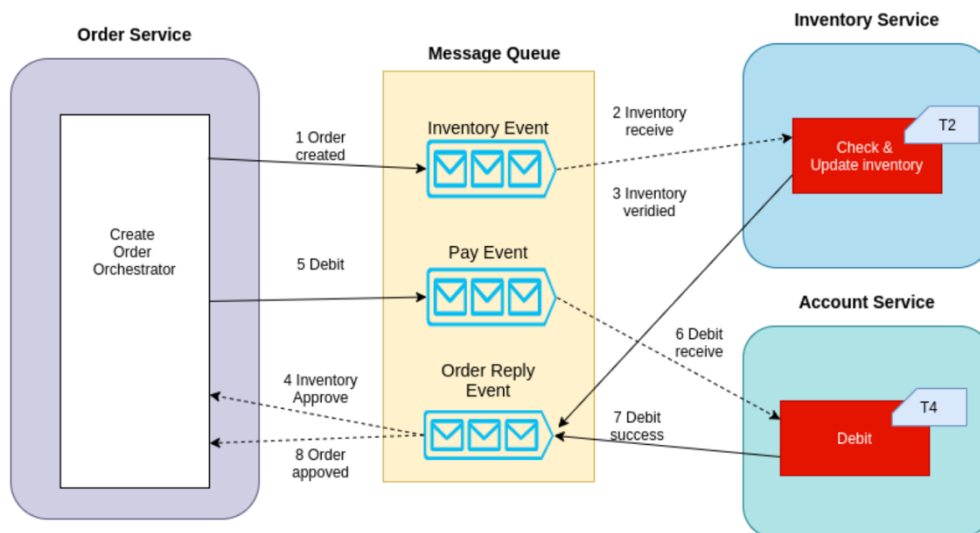 Order Service
Message Queue
Inventory Service
1 Order
created
Inventory Event
2 Inventory
receive
T2
Check &
Update inventory
3 Inventory
veridied
Create
Order
Orchestrator
5 Debit
Pay Event
Account Service
6 Debit
receive
4 Inventory
Approve
Order Reply
Event
7 Debit
success
T4
Debit
8 Order
appoved